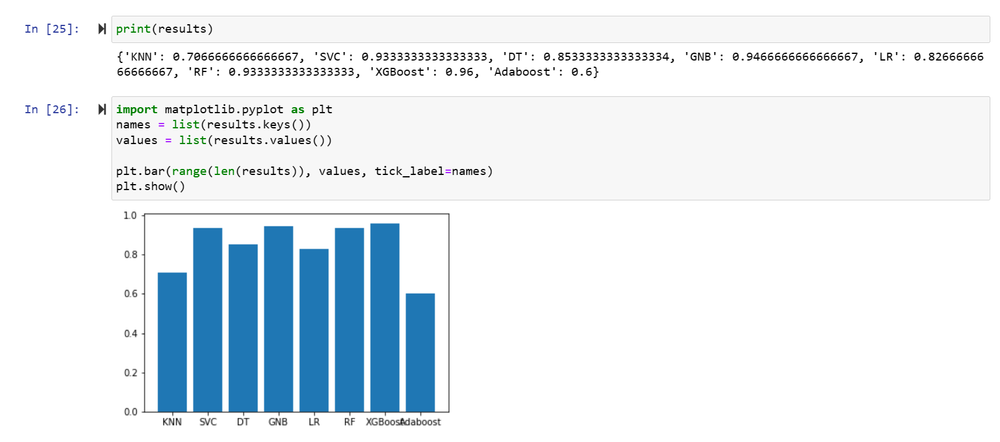 In [25]: print(results)
{'KNN': 0.7066666666666667, 'SVC': 0.9333333333333333, 'DT': 0.8533333333333334, 'GNB': 0.9466666666666667, 'LR': 0.82666666
66666667, 'RF': 0.9333333333333333, 'XGBoost': 0.96, 'Adaboost': 0.6}
In [26]: import matplotlib.pyplot as plt
names = list(results.keys())
values = list(results.values())
plt.bar(range(len(results)), values, tick_label=names)
plt.show()
1.0
0.8
0.6
0.4
0.2
0.0
KNN SVC DT GNB LR RF XGBoost Adaboost